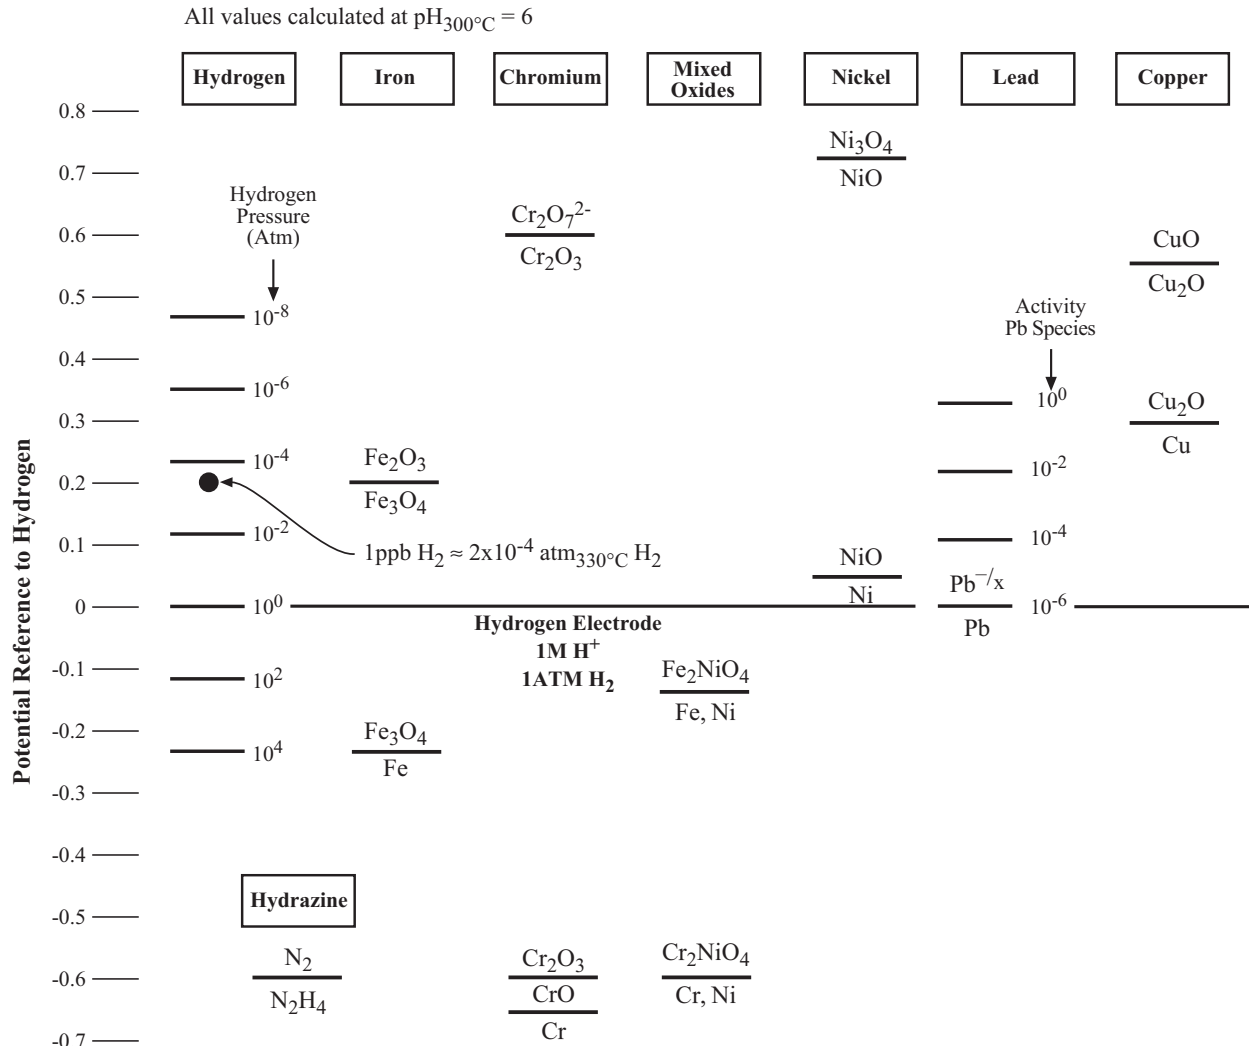 All values calculated at pH300°C = 6
Hydrogen
Iron
Chromium
Mixed
Oxides
Nickel
Lead
Copper
Potential Reference to Hydrogen
0.8
0.7
0.6
0.5
0.4
0.3
0.2
0.1
0
-0.1
-0.2
-0.3
-0.4
-0.5
-0.6
-0.7
Hydrogen
Pressure
(Atm)
10-8
10-6
10-4
10-2
100
102
104
1ppb H2 ≈ 2x10-4 atm330°C H2
Hydrazine
N2
N2H4
Fe2O3
Fe3O4
Fe3O4
Fe
Cr2O72-
Cr2O3
Hydrogen Electrode
1M H+
1ATM H2
Cr2O3
CrO
Cr
Fe2NiO4
Fe, Ni
Cr2NiO4
Cr, Ni
Ni3O4
NiO
NiO
Ni
Activity
Pb Species
100
10-2
10-4
10-6
Pb–/x
Pb
CuO
Cu2O
Cu2O
Cu